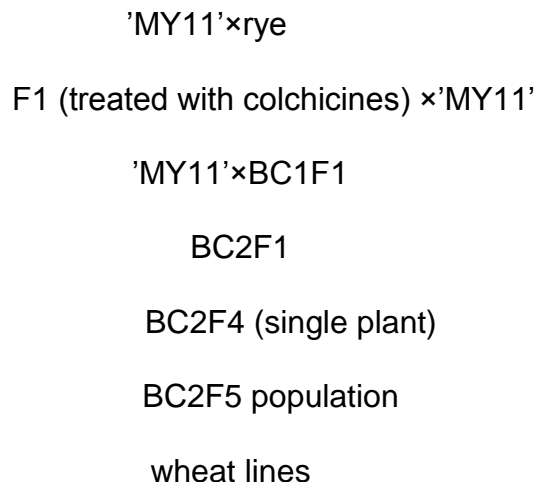 ’MY11’×rye
F1 (treated with colchicines) ×’MY11’
’MY11’×BC1F1
BC2F1
BC2F4 (single plant)
BC2F5 population
wheat lines